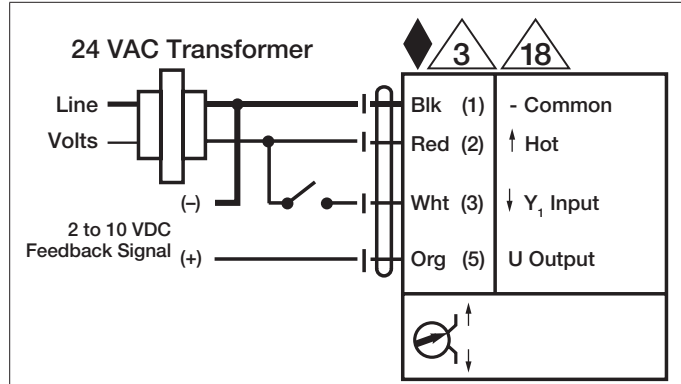 24 VAC Transformer
3
18
Line
Volts
Blk (1) - Common
Red (2) Hot
(–)
Wht (3) Y1 Input
2 to 10 VDC
Feedback Signal (+)
Org (5) U Output